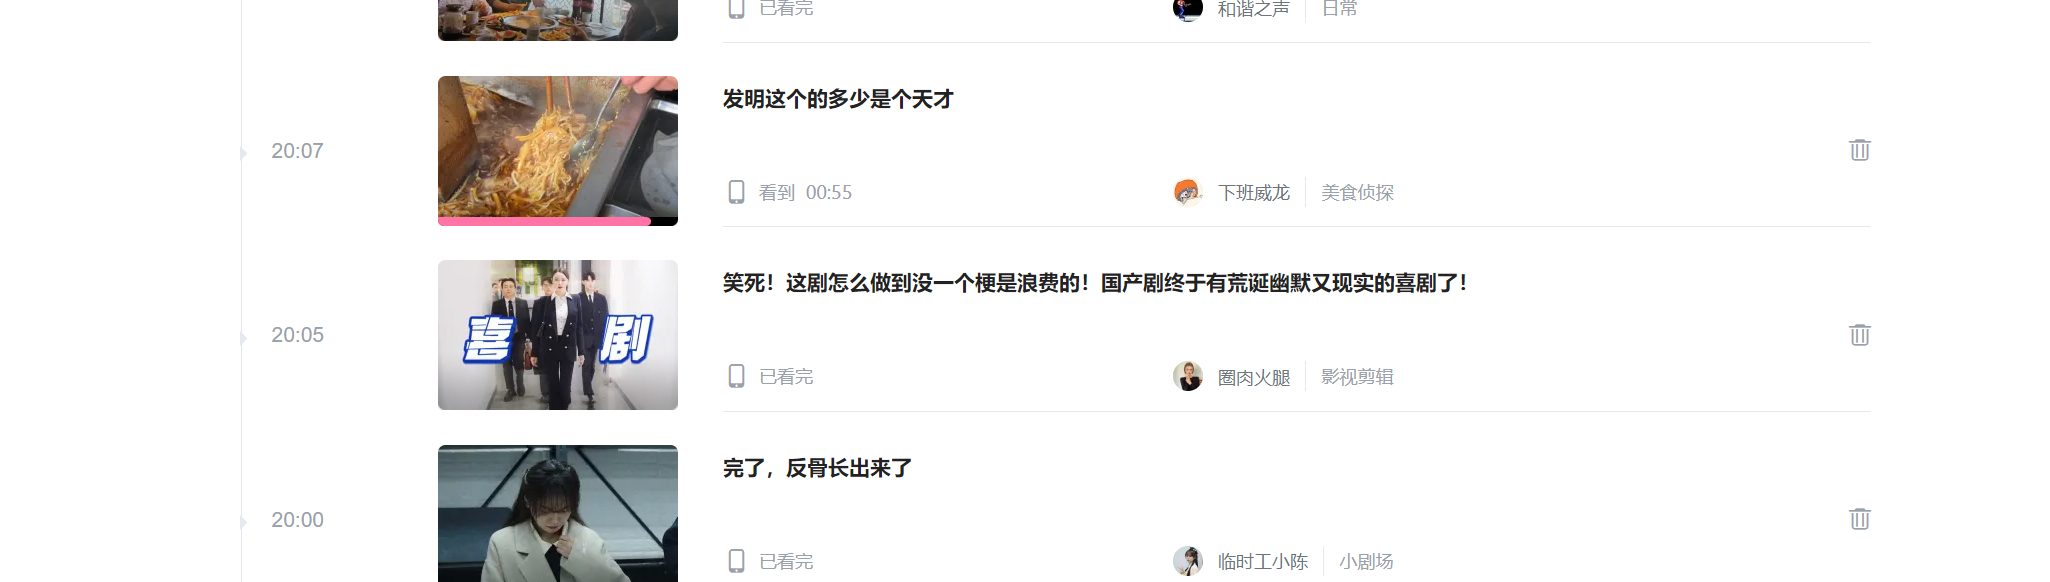 已看完
和谐之声
日常
发明这个的多少是个天才
20:07
看到 00:55
下班威龙
美食侦探
笑死！这剧怎么做到没一个梗是浪费的！国产剧终于有荒诞幽默又现实的喜剧了！
喜剧
20:05
已看完
圈肉火腿
影视剪辑
完了，反骨长出来了
20:00
已看完
临时工小陈
小剧场